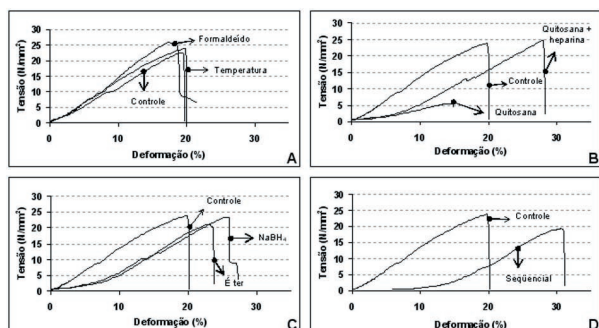 Tensão (N/mm²)
30
25
20
15
10
5
0
Formaldeído
Temperatura
Controle
0
10
20
30
Deformação (%)
A
Tensão (N/mm²)
30
25
20
15
10
5
0
Quitosana +
heparina
Controle
Quitosana
0
10
20
30
Deformação (%)
B
Tensão (N/mm²)
30
25
20
15
10
5
0
Controle
NaBH₄
É ter
0
10
20
30
Deformação (%)
C
Tensão (N/mm²)
30
25
20
15
10
5
0
Controle
Seqüencial
0
10
20
30
Deformação (%)
D